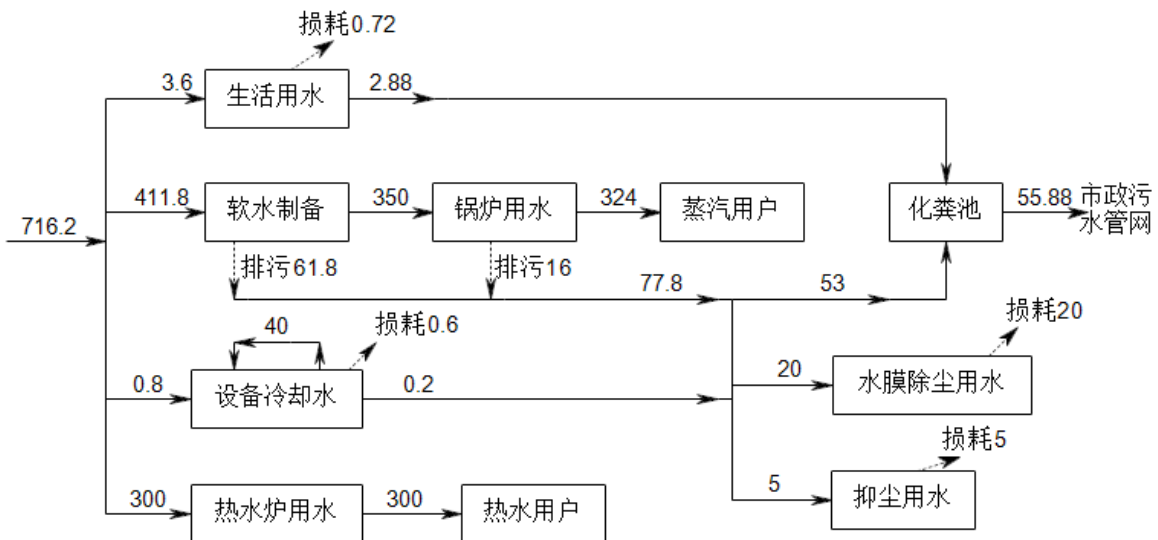 损耗0.72
3.6
生活用水
2.88
411.8
软水制备
350
锅炉用水
324
蒸汽用户
化粪池
55.88
市政污
水管网
716.2
排污61.8
排污16
77.8
53
40
损耗0.6
损耗20
0.8
设备冷却水
0.2
20
水膜除尘用水
损耗5
300
热水炉用水
300
热水用户
5
抑尘用水